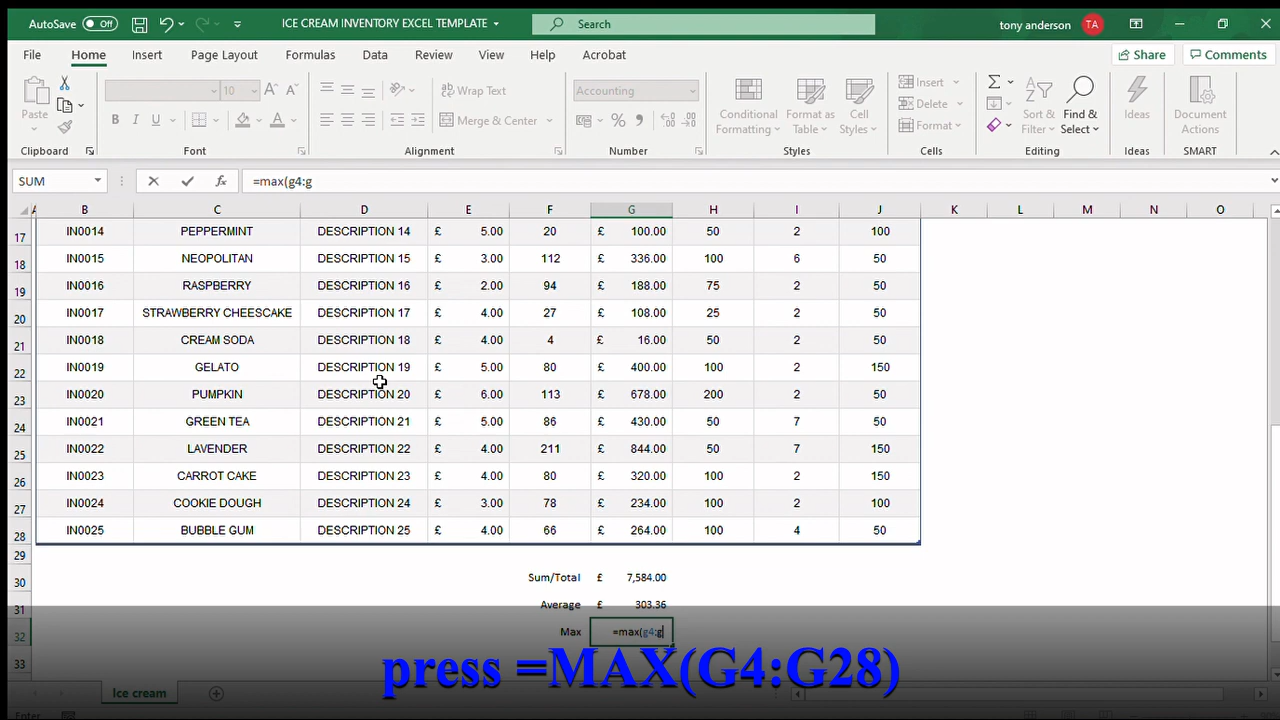 AutoSave Off ICE CREAM INVENTORY EXCEL TEMPLATE Search tony anderson TA
File Home Insert Page Layout Formulas Data Review View Help Acrobat Share Comments
Paste 10 A A B I U A Wrap Text Merge & Center Accounting % Conditional Formatting Format as Table Cell Styles Insert Delete Format Sort & Filter Find & Select Ideas Document Actions
Clipboard Font Alignment Number Styles Cells Editing Ideas SMART
SUM fx =max(g4:g
A B C D E F G H I J K L M N O
17 IN0014 PEPPERMINT DESCRIPTION 14 £ 5.00 20 £ 100.00 50 2 100
18 IN0015 NEOPOLITAN DESCRIPTION 15 £ 3.00 112 £ 336.00 100 6 50
19 IN0016 RASPBERRY DESCRIPTION 16 £ 2.00 94 £ 188.00 75 2 50
20 IN0017 STRAWBERRY CHEESCAKE DESCRIPTION 17 £ 4.00 27 £ 108.00 25 2 50
21 IN0018 CREAM SODA DESCRIPTION 18 £ 4.00 4 £ 16.00 50 2 50
22 IN0019 GELATO DESCRIPTION 19 £ 5.00 80 £ 400.00 100 2 150
23 IN0020 PUMPKIN DESCRIPTION 20 £ 6.00 113 £ 678.00 200 2 50
24 IN0021 GREEN TEA DESCRIPTION 21 £ 5.00 86 £ 430.00 50 7 50
25 IN0022 LAVENDER DESCRIPTION 22 £ 4.00 211 £ 844.00 50 7 150
26 IN0023 CARROT CAKE DESCRIPTION 23 £ 4.00 80 £ 320.00 100 2 150
27 IN0024 COOKIE DOUGH DESCRIPTION 24 £ 3.00 78 £ 234.00 100 2 100
28 IN0025 BUBBLE GUM DESCRIPTION 25 £ 4.00 66 £ 264.00 100 4 50
29
30 Sum/Total £ 7,584.00
31 Average £ 303.36
32 Max =max(g4:g
33
press =MAX(G4:G28)
Ice cream
Enter